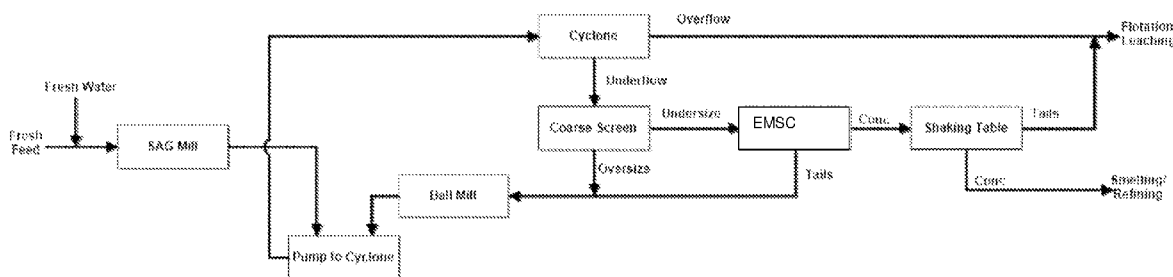 Overflow
Cyclone
Flotation
Leaching
Underflow
Fresh Water
Coarse Screen
Undersize
EMSC
Conc
Shaking Table
Tails
Fresh
Feed
SAG Mill
Oversize
Tails
Conc
Smelting/
Refining
Ball Mill
Pump to Cyclone